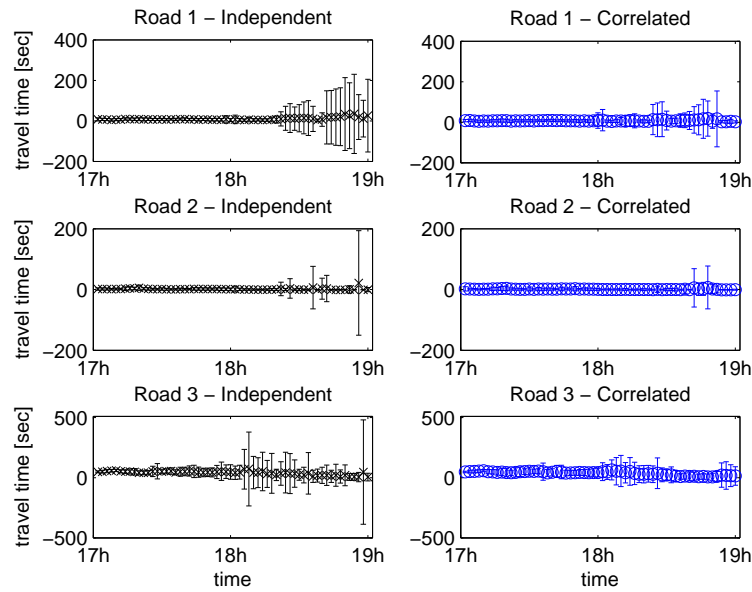 Road 1 – Independent
travel time [sec]
400
200
0
−200
17h
18h
19h
Road 1 – Correlated
400
200
0
−200
17h
18h
19h
Road 2 – Independent
travel time [sec]
200
0
−200
17h
18h
19h
Road 2 – Correlated
200
0
−200
17h
18h
19h
Road 3 – Independent
travel time [sec]
500
0
−500
17h
18h
19h
time
Road 3 – Correlated
500
0
−500
17h
18h
19h
time